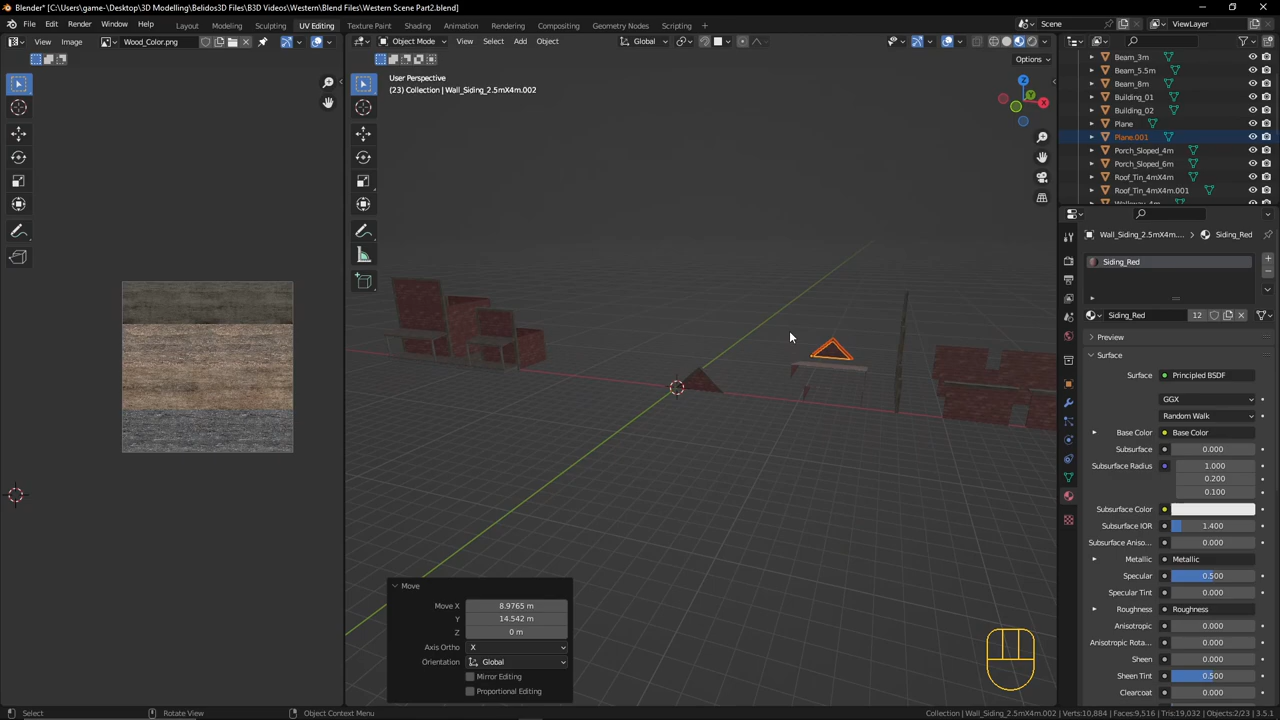 Blender* [C:\Users\game-\Desktop\3D Modelling\Belidos\B3D Videos\Western\Blend Files\Western Scene Part2.blend]
File Edit Render Window Help Layout Modeling Sculpting UV Editing Texture Paint Shading Animation Rendering Compositing Geometry Nodes Scripting Scene ViewLayer
View Image Wood_Color.png Object Mode View Select Add Object Global
Options
User Perspective
(23) Collection | Wall_Siding_2.5mX4m.002
Z
Y
X
Beam_3m
Beam_5.5m
Beam_8m
Building_01
Building_02
Plane
Plane.001
Porch_Sloped_4m
Porch_Sloped_6m
Roof_Tin_4mX4m
Roof_Tin_4mX4m.001
Wall_Siding_2.5mX4m.... Siding_Red
Siding_Red
Siding_Red 12
Preview
Surface
Surface Principled BSDF
GGX
Random Walk
Base Color Base Color
Subsurface 0.000
Subsurface Radius 1.000
0.200
0.100
Subsurface Color
Subsurface IOR 1.400
Subsurface Aniso... 0.000
Metallic Metallic
Specular 0.500
Specular Tint 0.000
Roughness Roughness
Anisotropic 0.000
Anisotropic Rota... 0.000
Sheen 0.000
Sheen Tint 0.500
Clearcoat 0.000
Move
Move X 8.9765 m
Y 14.542 m
Z 0 m
Axis Ortho X
Orientation Global
Mirror Editing
Proportional Editing
Select Rotate View Object Context Menu Collection | Wall_Siding_2.5mX4m.002 | Verts:10,884 | Faces:9,516 | Tris:19,032 | Objects:2/23 | 3.5.1